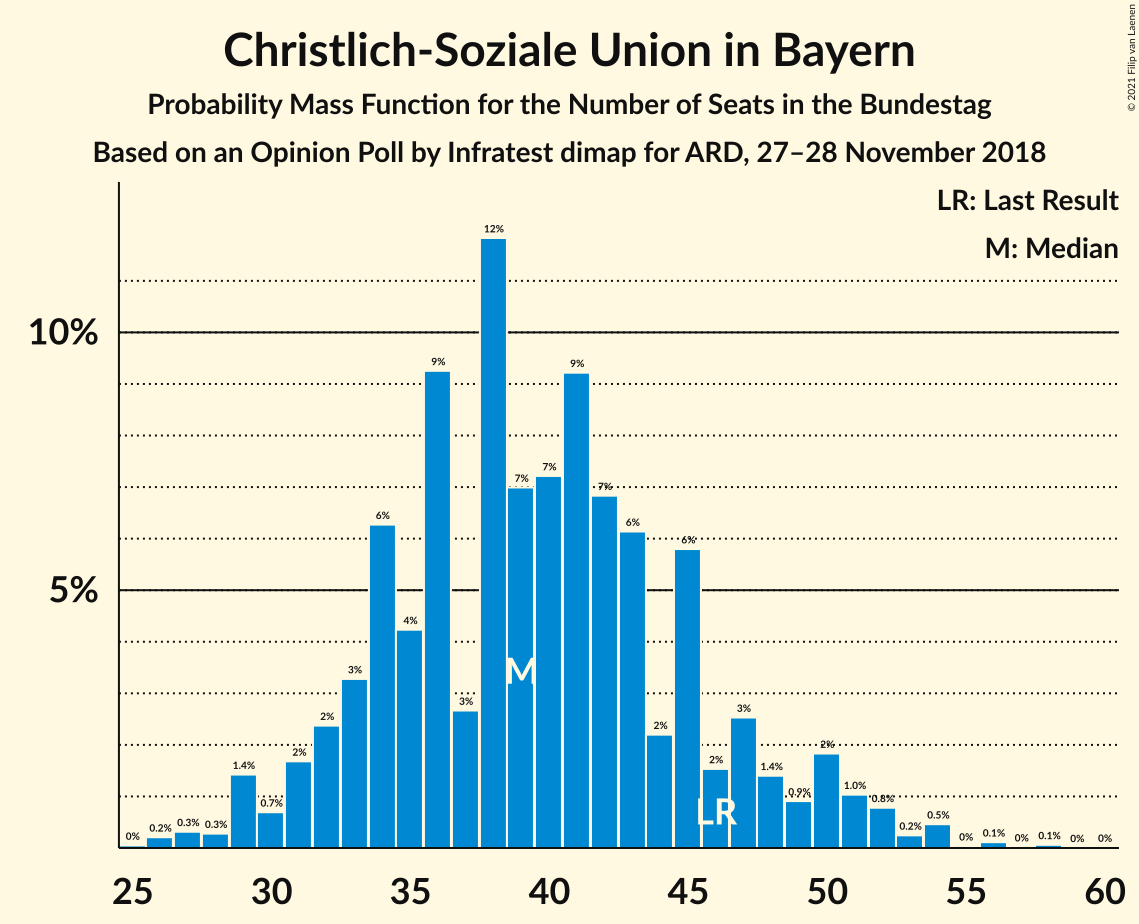 Christlich-Soziale Union in Bayern
Probability Mass Function for the Number of Seats in the Bundestag
Based on an Opinion Poll by Infratest dimap for ARD, 27–28 November 2018
© 2021 Filip van Laenen
LR: Last Result
M: Median
10%
5%
0% 0.2% 0.3% 0.3% 1.4% 0.7% 2% 2% 3% 6% 4% 9% 3% 12% 7% 7% 9% 7% 6% 2% 6% 2% 3% 1.4% 0.9% 2% 1.0% 0.8% 0.2% 0.5% 0% 0.1% 0% 0.1% 0% 0%
M
LR
25 30 35 40 45 50 55 60